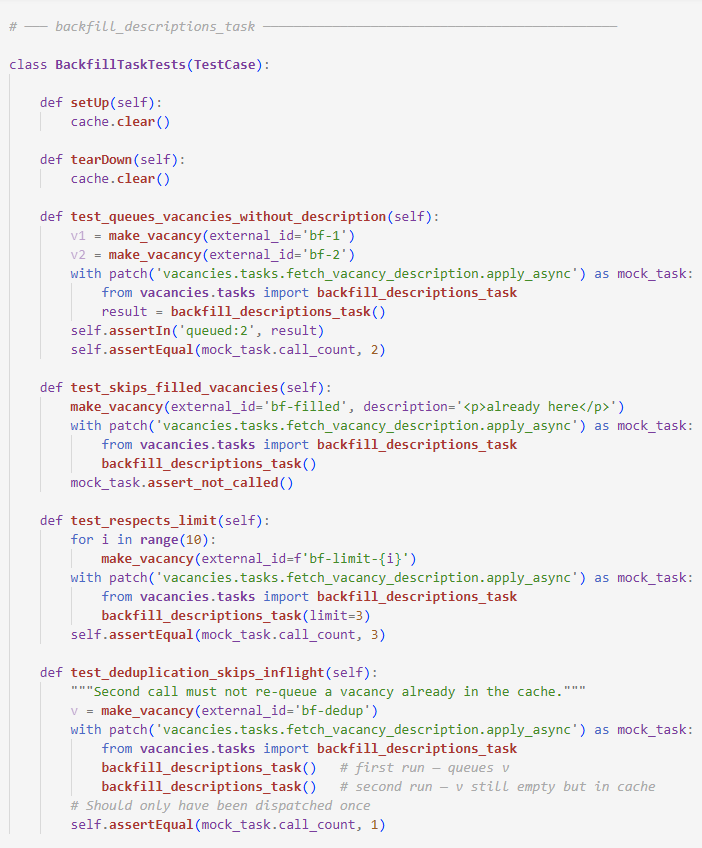 # —— backfill_descriptions_task ————————————————————————
class BackfillTaskTests(TestCase):
    def setUp(self):
        cache.clear()
    def tearDown(self):
        cache.clear()
    def test_queues_vacancies_without_description(self):
        v1 = make_vacancy(external_id='bf-1')
        v2 = make_vacancy(external_id='bf-2')
        with patch('vacancies.tasks.fetch_vacancy_description.apply_async') as mock_task:
            from vacancies.tasks import backfill_descriptions_task
            result = backfill_descriptions_task()
        self.assertIn('queued:2', result)
        self.assertEqual(mock_task.call_count, 2)
    def test_skips_filled_vacancies(self):
        make_vacancy(external_id='bf-filled', description='<p>already here</p>')
        with patch('vacancies.tasks.fetch_vacancy_description.apply_async') as mock_task:
            from vacancies.tasks import backfill_descriptions_task
            backfill_descriptions_task()
        mock_task.assert_not_called()
    def test_respects_limit(self):
        for i in range(10):
            make_vacancy(external_id=f'bf-limit-{i}')
        with patch('vacancies.tasks.fetch_vacancy_description.apply_async') as mock_task:
            from vacancies.tasks import backfill_descriptions_task
            backfill_descriptions_task(limit=3)
        self.assertEqual(mock_task.call_count, 3)
    def test_deduplication_skips_inflight(self):
        """Second call must not re-queue a vacancy already in the cache."""
        v = make_vacancy(external_id='bf-dedup')
        with patch('vacancies.tasks.fetch_vacancy_description.apply_async') as mock_task:
            from vacancies.tasks import backfill_descriptions_task
            backfill_descriptions_task()   # first run — queues v
            backfill_descriptions_task()   # second run — v still empty but in cache
        # Should only have been dispatched once
        self.assertEqual(mock_task.call_count, 1)